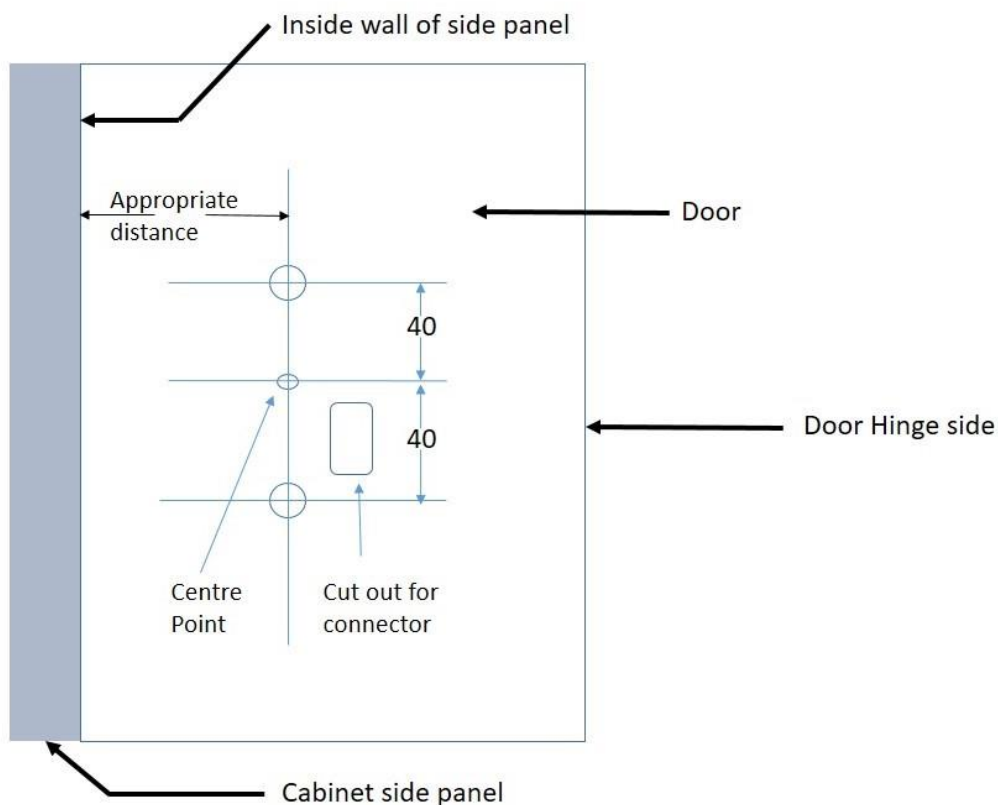 Inside wall of side panel
Appropriate
distance
Door
40
40
Door Hinge side
Centre
Point
Cut out for
connector
Cabinet side panel